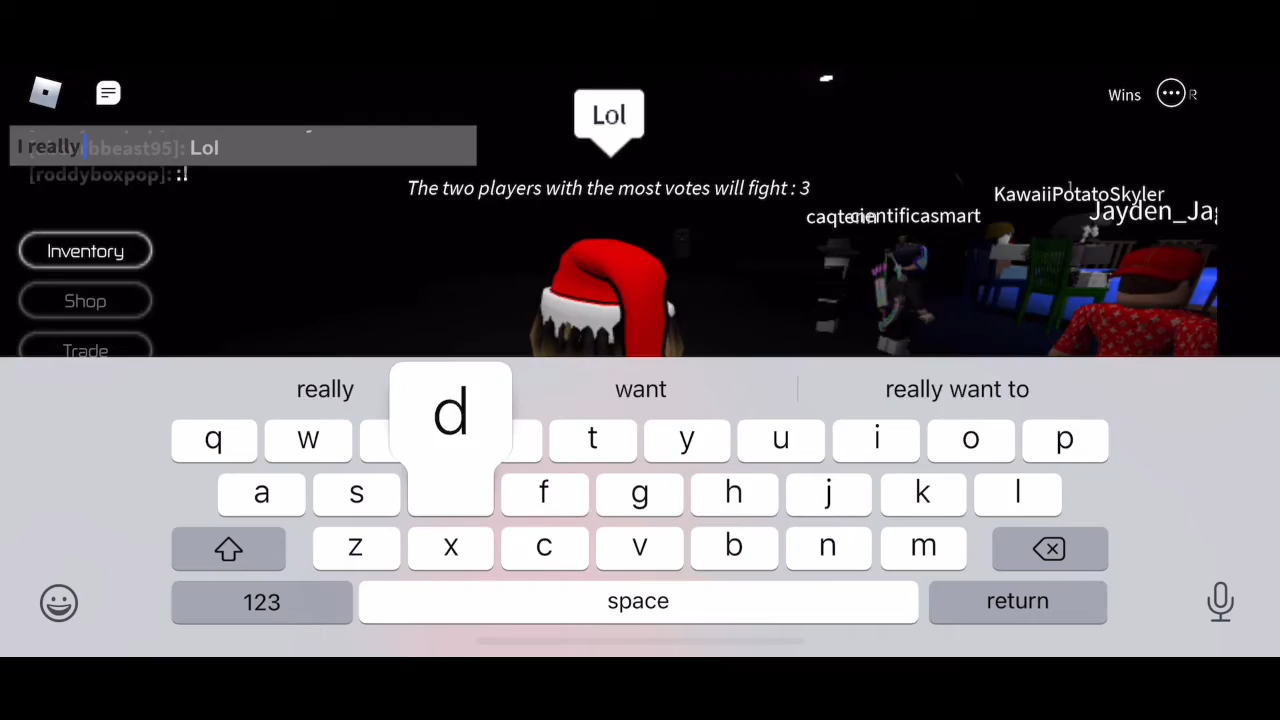 Lol
Wins
R
I really
bbeast95]: Lol
[roddyboxpop]: :!
The two players with the most votes will fight : 3
KawaiiPotatoSkyler
cientificasmart
Jayden_Ja
Inventory
Shop
Trade
really
want
really want to
d
q w t y u i o p
a s f g h j k l
z x c v b n m
123
space
return